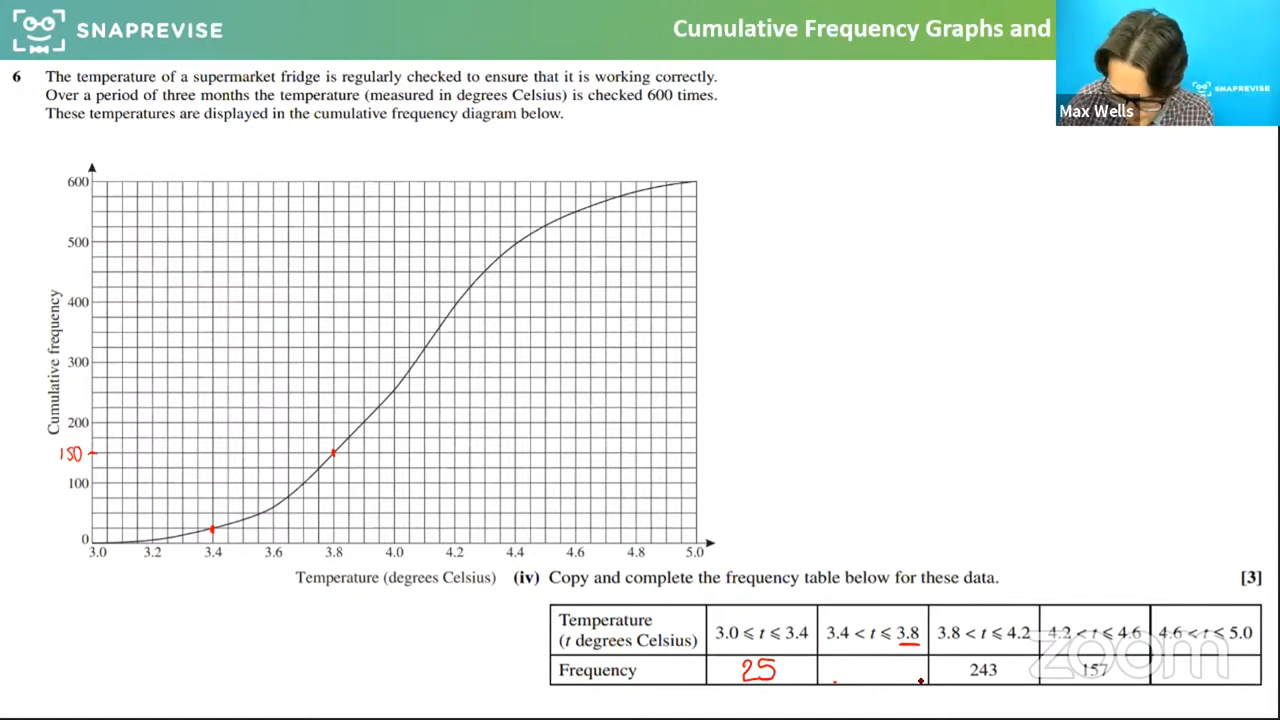 SNAPREVISE
Cumulative Frequency Graphs and
SNAPREVISE
Max Wells
6 The temperature of a supermarket fridge is regularly checked to ensure that it is working correctly.
Over a period of three months the temperature (measured in degrees Celsius) is checked 600 times.
These temperatures are displayed in the cumulative frequency diagram below.
600
500
400
300
200
150
100
0
Cumulative frequency
3.0 3.2 3.4 3.6 3.8 4.0 4.2 4.4 4.6 4.8 5.0
Temperature (degrees Celsius)
(iv) Copy and complete the frequency table below for these data. [3]
Temperature
(t degrees Celsius) 3.0 ⩽ t ⩽ 3.4 3.4 < t ⩽ 3.8 3.8 < t ⩽ 4.2 4.2 < t ⩽ 4.6 4.6 < t ⩽ 5.0
Frequency 25 243 157
zoom